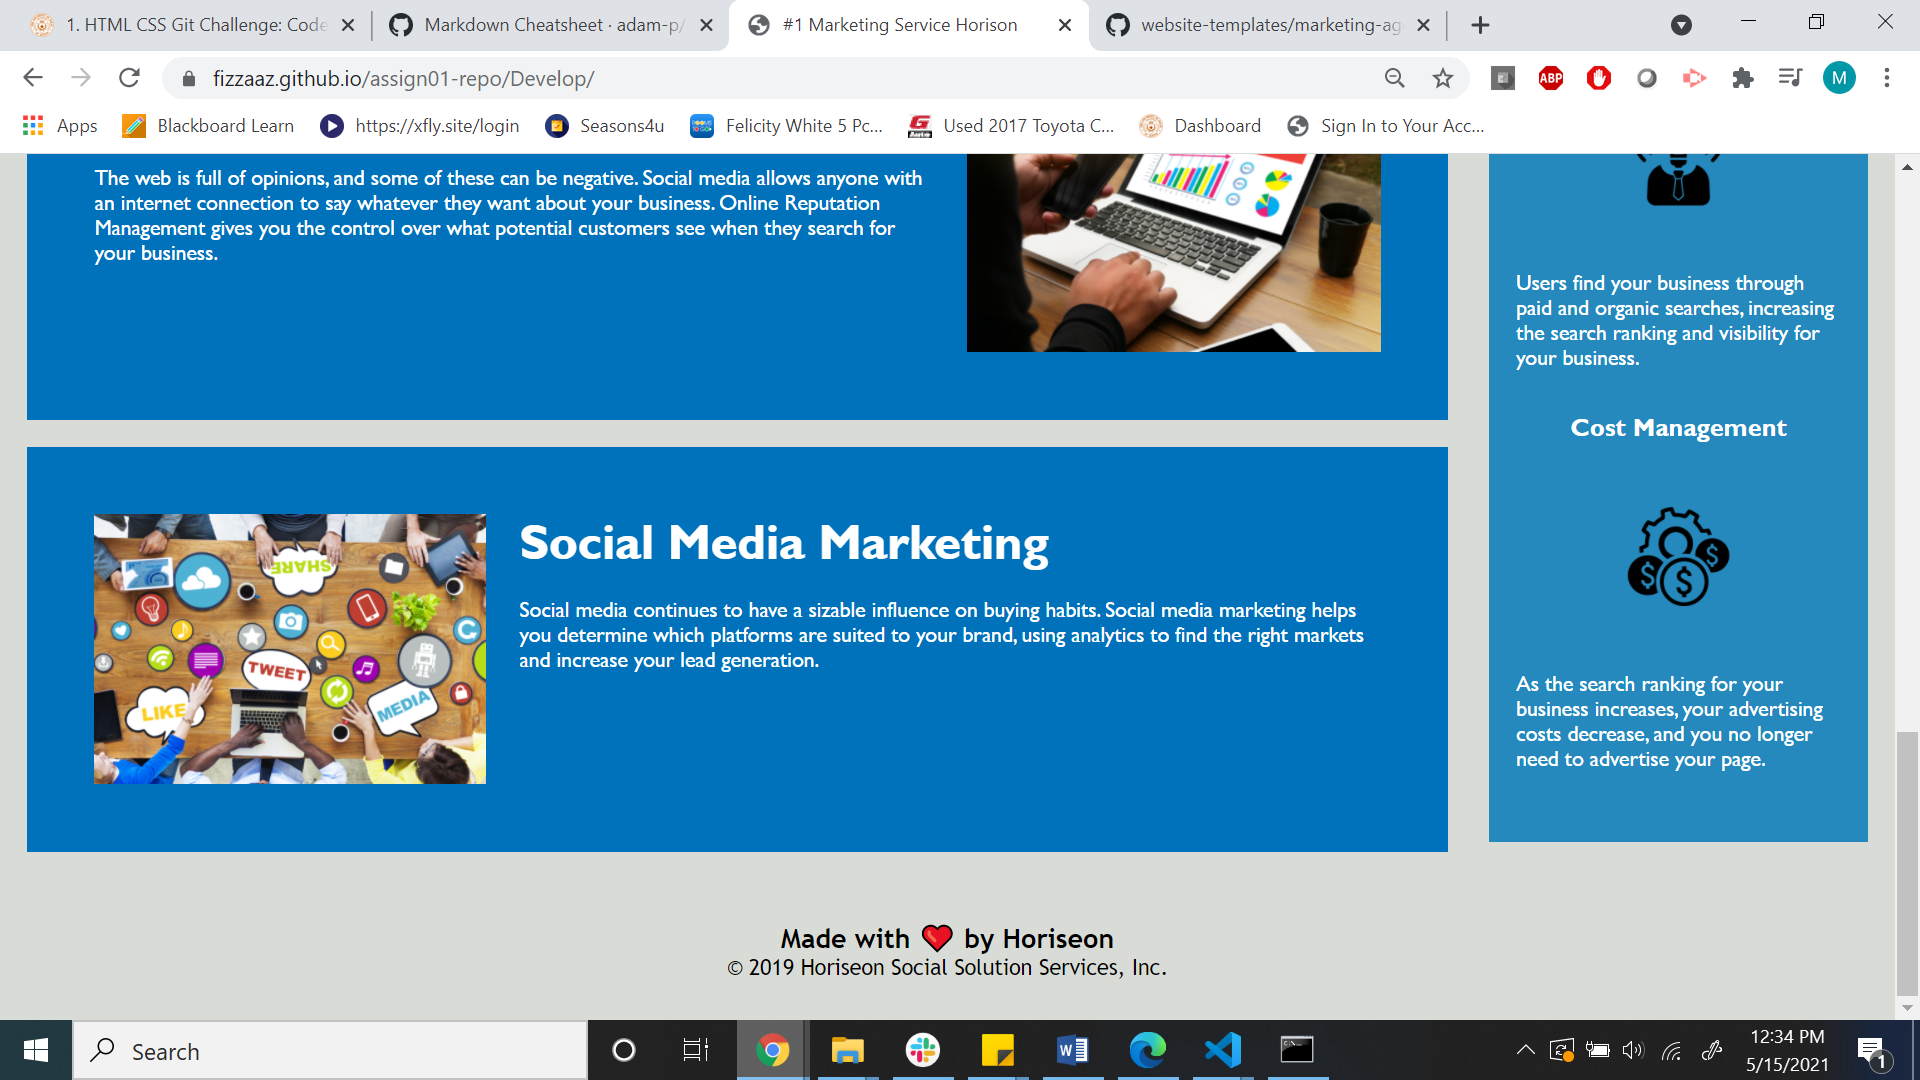 1. HTML CSS Git Challenge: Code
Markdown Cheatsheet · adam-p/
#1 Marketing Service Horison
website-templates/marketing-ag
fizzaaz.github.io/assign01-repo/Develop/
ABP
M
Apps
Blackboard Learn
https://xfly.site/login
Seasons4u
Felicity White 5 Pc...
Used 2017 Toyota C...
Dashboard
Sign In to Your Acc...
The web is full of opinions, and some of these can be negative. Social media allows anyone with
an internet connection to say whatever they want about your business. Online Reputation
Management gives you the control over what potential customers see when they search for
your business.
Users find your business through
paid and organic searches, increasing
the search ranking and visibility for
your business.
Cost Management
As the search ranking for your
business increases, your advertising
costs decrease, and you no longer
need to advertise your page.
SHARE
TWEET
LIKE
MEDIA
Social Media Marketing
Social media continues to have a sizable influence on buying habits. Social media marketing helps
you determine which platforms are suited to your brand, using analytics to find the right markets
and increase your lead generation.
Made with ❤️ by Horiseon
© 2019 Horiseon Social Solution Services, Inc.
Search
12:34 PM
5/15/2021
1